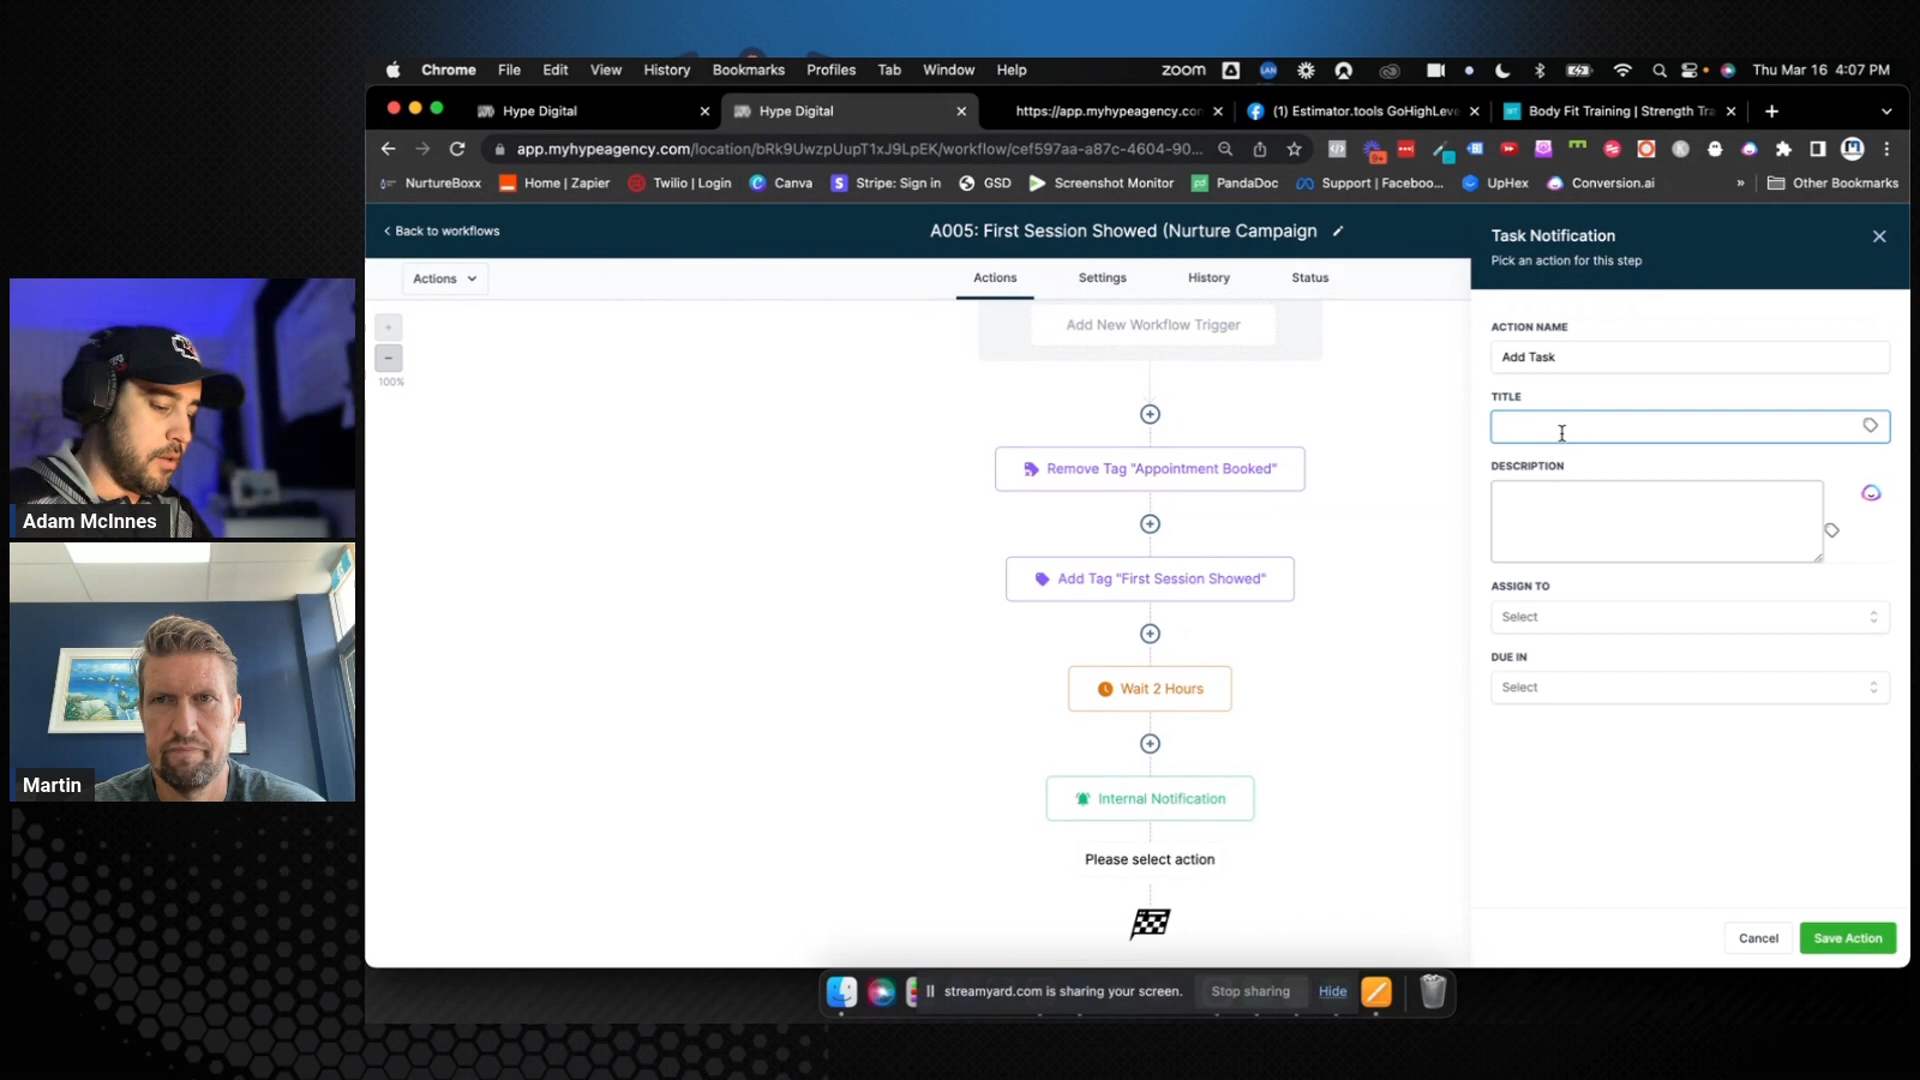 Chrome File Edit View History Bookmarks Profiles Tab Window Help
zoom LAN Thu Mar 16 4:07 PM
Hype Digital
Hype Digital
https://app.myhypeagency.con
(1) Estimator.tools GoHighLeve
Body Fit Training | Strength Tra
app.myhypeagency.com/location/bRk9UwzpUupT1xJ9LpEK/workflow/cef597aa-a87c-4604-90...
9+
NurtureBoxx Home | Zapier Twilio | Login Canva Stripe: Sign in GSD Screenshot Monitor PandaDoc Support | Faceboo... UpHex Conversion.ai » Other Bookmarks
Back to workflows
A005: First Session Showed (Nurture Campaign
Actions
Actions Settings History Status
100%
Add New Workflow Trigger
Remove Tag "Appointment Booked"
Add Tag "First Session Showed"
Wait 2 Hours
Internal Notification
Please select action
Task Notification
Pick an action for this step
ACTION NAME
Add Task
TITLE
DESCRIPTION
ASSIGN TO
Select
DUE IN
Select
Cancel
Save Action
streamyard.com is sharing your screen. Stop sharing Hide
Adam McInnes
Martin